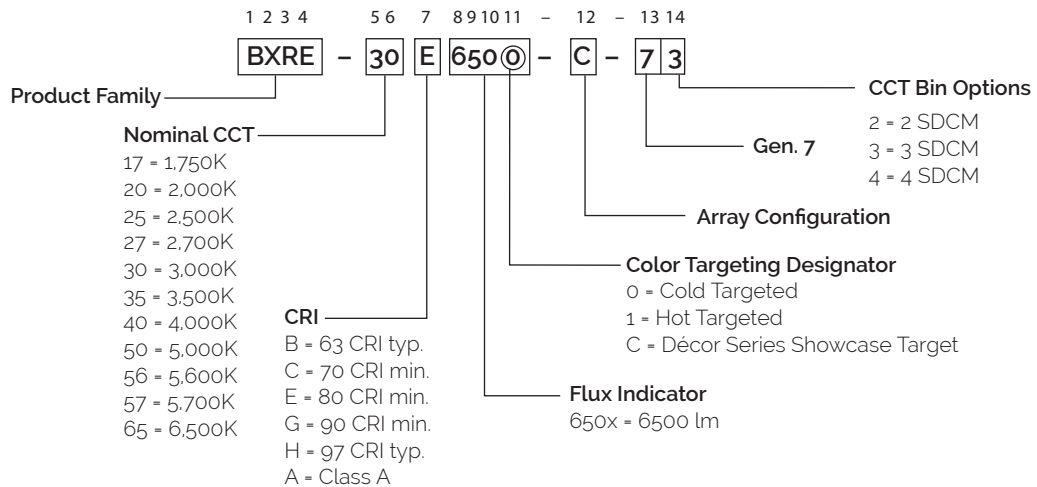 1 2 3 4 5 6 7 8 9 10 11 – 12 – 13 14
BXRE – 30 E 650 0 – C – 7 3
Product Family
Nominal CCT
17 = 1,750K
20 = 2,000K
25 = 2,500K
27 = 2,700K
30 = 3,000K
35 = 3,500K
40 = 4,000K
50 = 5,000K
56 = 5,600K
57 = 5,700K
65 = 6,500K
CRI
B = 63 CRI typ.
C = 70 CRI min.
E = 80 CRI min.
G = 90 CRI min.
H = 97 CRI typ.
A = Class A
Flux Indicator
650x = 6500 lm
Color Targeting Designator
0 = Cold Targeted
1 = Hot Targeted
C = Décor Series Showcase Target
Array Configuration
Gen. 7
CCT Bin Options
2 = 2 SDCM
3 = 3 SDCM
4 = 4 SDCM